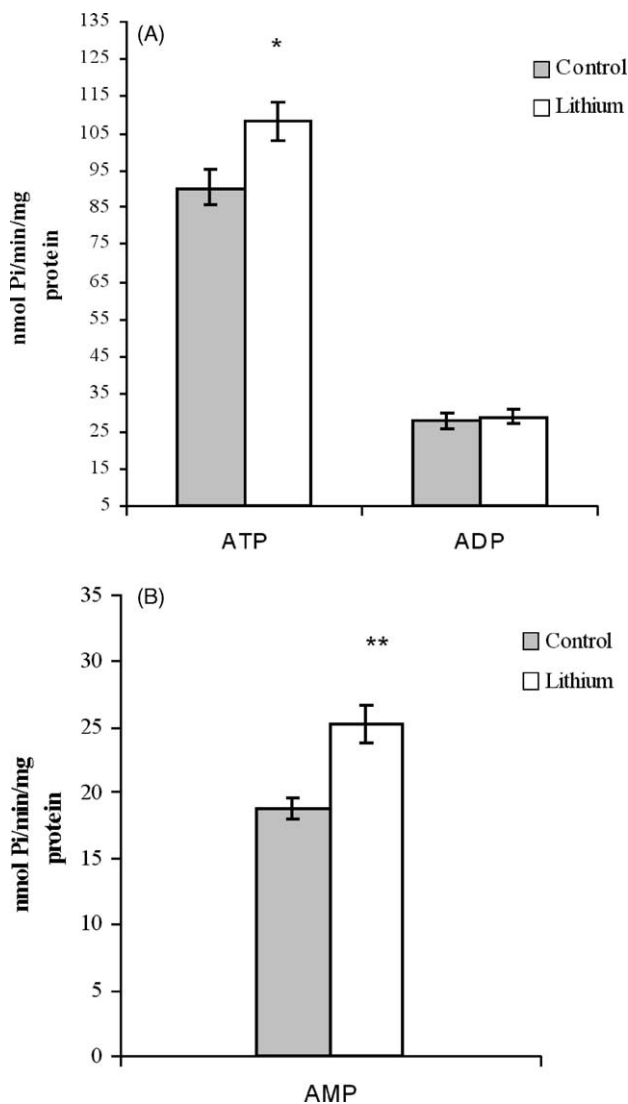 (A)
*
135
125
115
105
95
85
75
65
55
45
35
25
15
5
nmol Pi/min/mg
protein
Control
Lithium
ATP ADP
(B)
**
35
30
25
20
15
10
5
0
nmol Pi/min/mg
protein
Control
Lithium
AMP